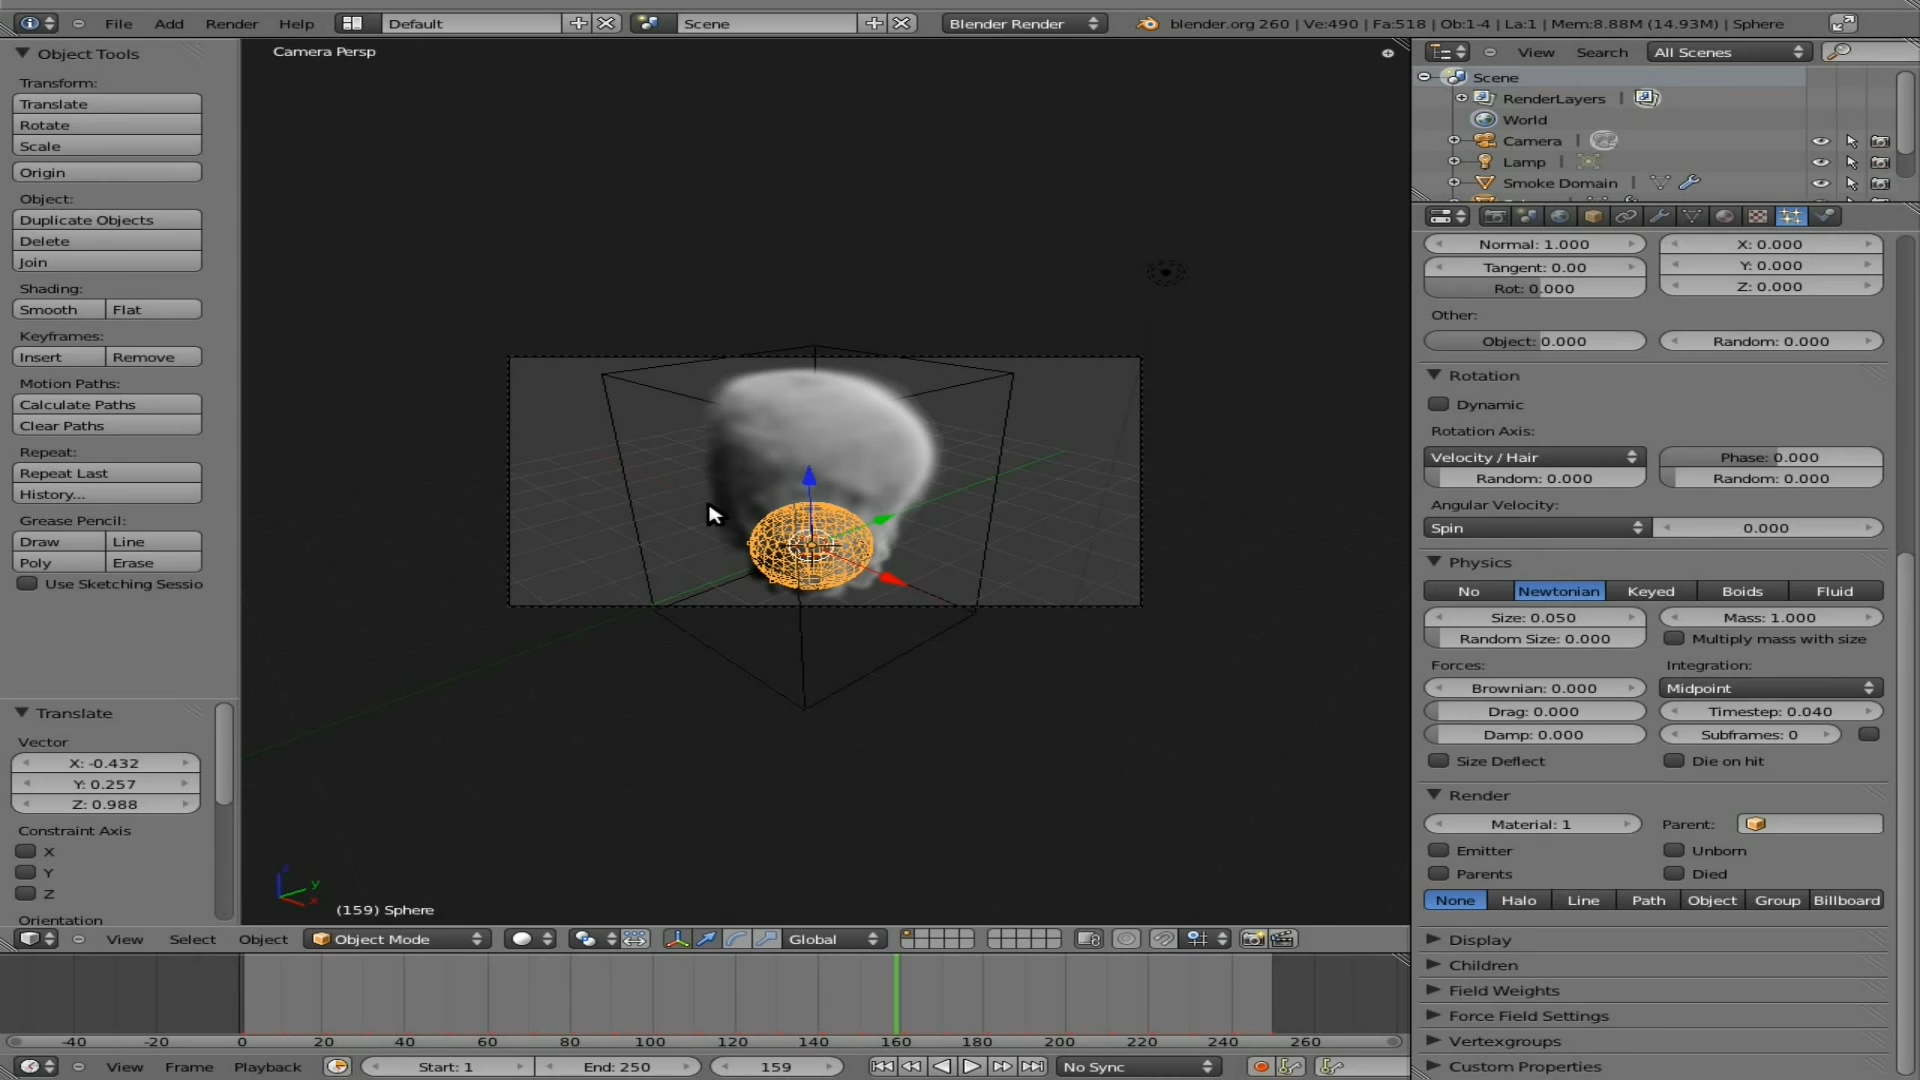 File Add Render Help Default Scene Blender Render blender.org 260 | Ve:490 | Fa:518 | Ob:1-4 | La:1 | Mem:8.88M (14.93M) | Sphere
Object Tools
Transform:
Translate
Rotate
Scale
Origin
Object:
Duplicate Objects
Delete
Join
Shading:
Smooth Flat
Keyframes:
Insert Remove
Motion Paths:
Calculate Paths
Clear Paths
Repeat:
Repeat Last
History...
Grease Pencil:
Draw Line
Poly Erase
Use Sketching Sessio
Translate
Vector
X: -0.432
Y: 0.257
Z: 0.988
Constraint Axis
X
Y
Z
Orientation
Camera Persp
(159) Sphere
View Select Object Object Mode Global
-40 -20 0 20 40 60 80 100 120 140 160 180 200 220 240 260
View Frame Playback Start: 1 End: 250 159 No Sync
View Search All Scenes
Scene
RenderLayers |
World
Camera |
Lamp |
Smoke Domain |
Normal: 1.000 X: 0.000
Tangent: 0.00 Y: 0.000
Rot: 0.000 Z: 0.000
Other:
Object: 0.000 Random: 0.000
Rotation
Dynamic
Rotation Axis:
Velocity / Hair Phase: 0.000
Random: 0.000 Random: 0.000
Angular Velocity:
Spin 0.000
Physics
No Newtonian Keyed Boids Fluid
Size: 0.050 Mass: 1.000
Random Size: 0.000 Multiply mass with size
Forces: Integration:
Brownian: 0.000 Midpoint
Drag: 0.000 Timestep: 0.040
Damp: 0.000 Subframes: 0
Size Deflect Die on hit
Render
Material: 1 Parent:
Emitter Unborn
Parents Died
None Halo Line Path Object Group Billboard
Display
Children
Field Weights
Force Field Settings
Vertexgroups
Custom Properties